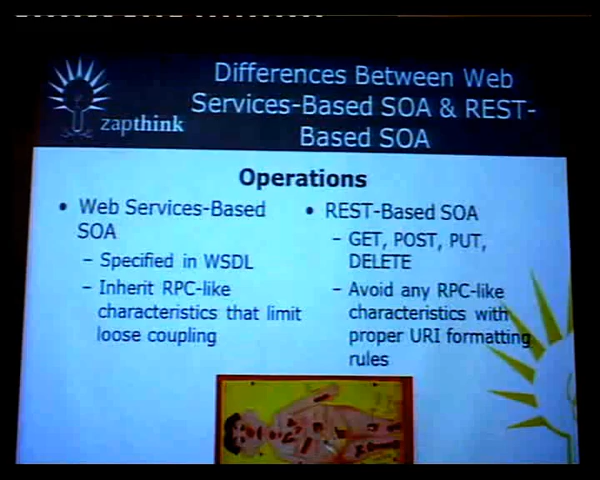 Differences Between Web
Services-Based SOA & REST-
Based SOA
zapthink
Operations
• Web Services-Based
SOA
– Specified in WSDL
– Inherit RPC-like
characteristics that limit
loose coupling
• REST-Based SOA
– GET, POST, PUT,
DELETE
– Avoid any RPC-like
characteristics with
proper URI formatting
rules